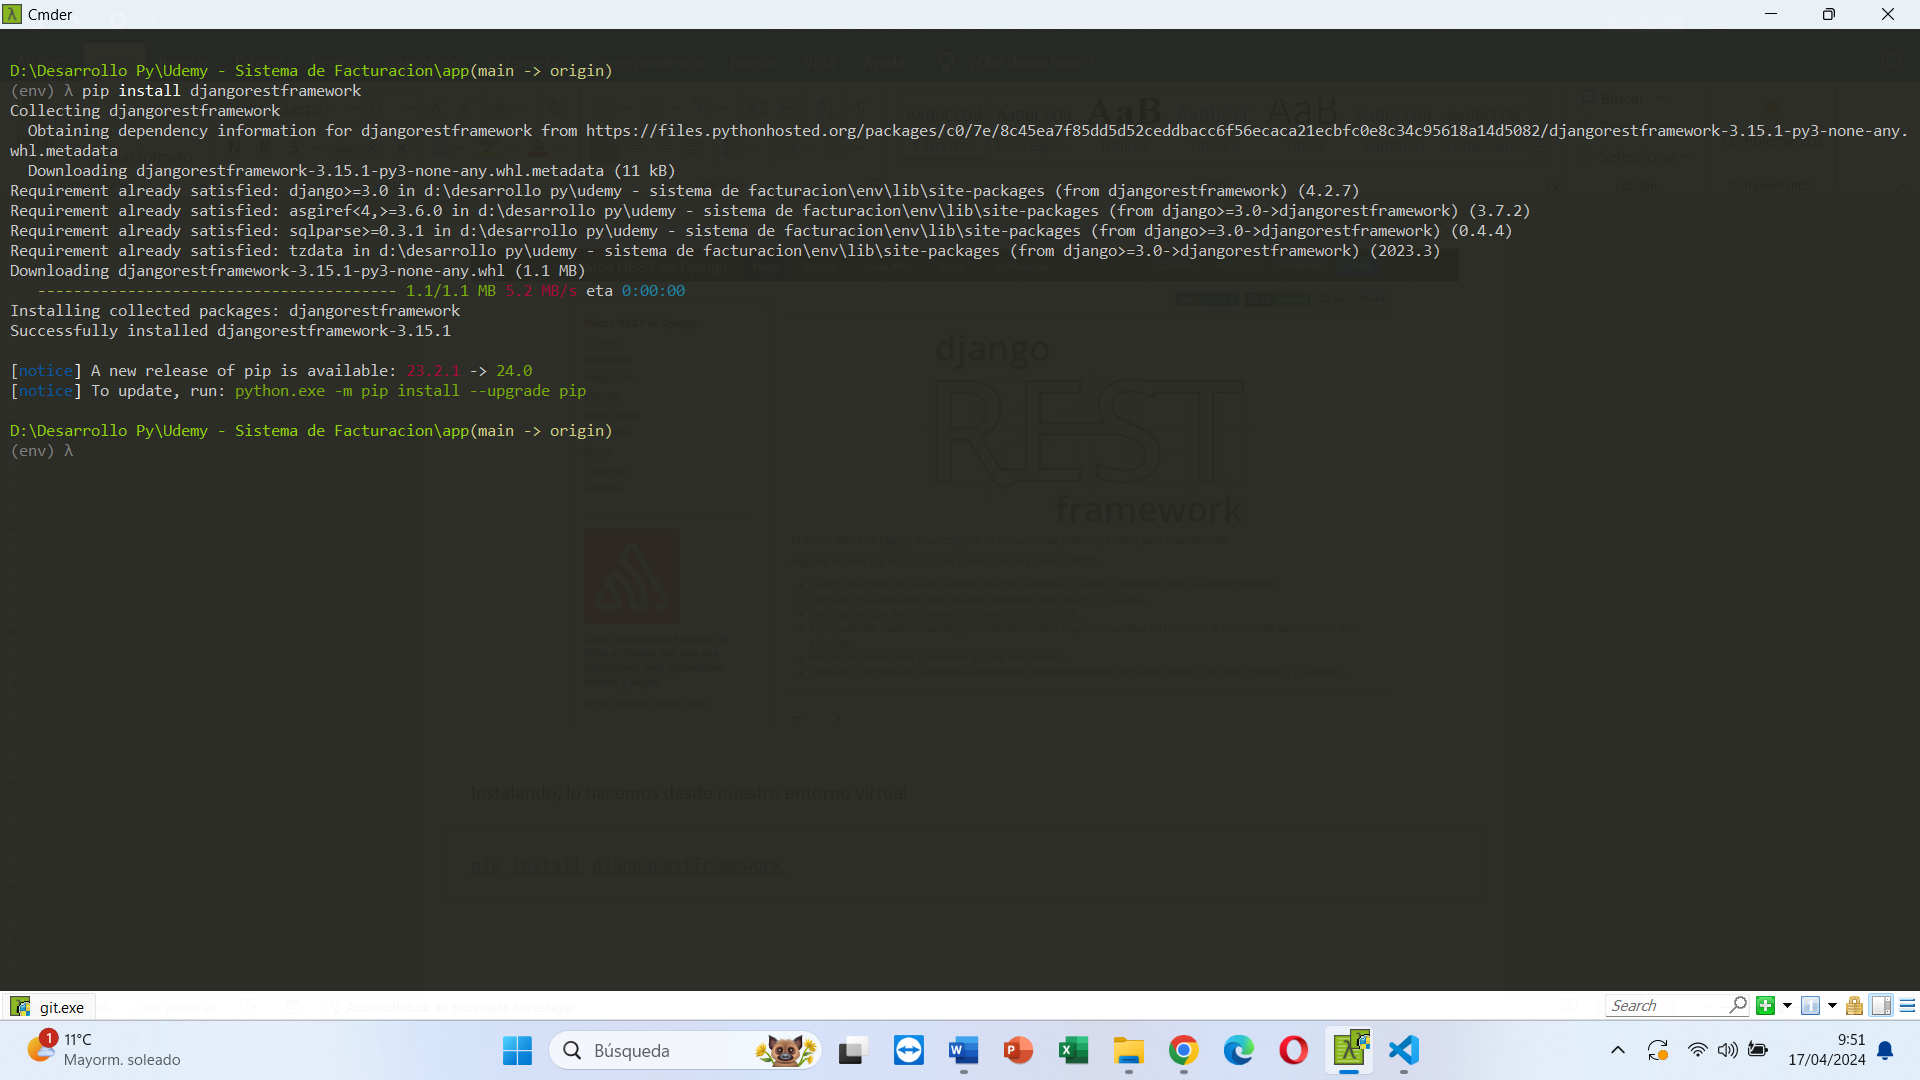 Cmder
D:\Desarrollo Py\Udemy - Sistema de Facturacion\app(main -> origin)
(env) λ pip install djangorestframework
Collecting djangorestframework
  Obtaining dependency information for djangorestframework from https://files.pythonhosted.org/packages/c0/7e/8c45ea7f85dd5d52ceddbacc6f56ecaca21ecbfc0e8c34c95618a14d5082/djangorestframework-3.15.1-py3-none-any.
whl.metadata
  Downloading djangorestframework-3.15.1-py3-none-any.whl.metadata (11 kB)
Requirement already satisfied: django>=3.0 in d:\desarrollo py\udemy - sistema de facturacion\env\lib\site-packages (from djangorestframework) (4.2.7)
Requirement already satisfied: asgiref<4,>=3.6.0 in d:\desarrollo py\udemy - sistema de facturacion\env\lib\site-packages (from django>=3.0->djangorestframework) (3.7.2)
Requirement already satisfied: sqlparse>=0.3.1 in d:\desarrollo py\udemy - sistema de facturacion\env\lib\site-packages (from django>=3.0->djangorestframework) (0.4.4)
Requirement already satisfied: tzdata in d:\desarrollo py\udemy - sistema de facturacion\env\lib\site-packages (from django>=3.0->djangorestframework) (2023.3)
Downloading djangorestframework-3.15.1-py3-none-any.whl (1.1 MB)
   ---------------------------------------- 1.1/1.1 MB 5.2 MB/s eta 0:00:00
Installing collected packages: djangorestframework
Successfully installed djangorestframework-3.15.1
[notice] A new release of pip is available: 23.2.1 -> 24.0
[notice] To update, run: python.exe -m pip install --upgrade pip
D:\Desarrollo Py\Udemy - Sistema de Facturacion\app(main -> origin)
(env) λ
django
REST
framework
Instalando, lo hacemos desde nuestro entorno virtual
pip install djangorestframework
git.exe
Search
1
11°C
Mayorm. soleado
Búsqueda
9:51
17/04/2024